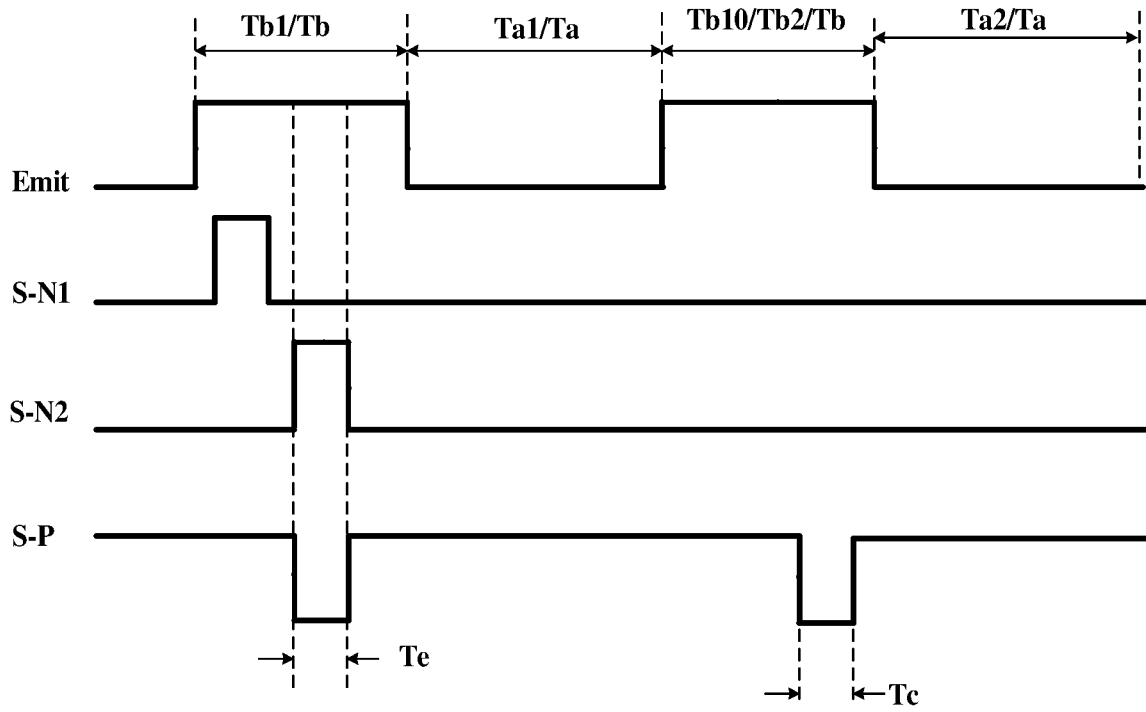 Tb1/Tb
Ta1/Ta
Tb10/Tb2/Tb
Ta2/Ta
Emit
S-N1
S-N2
S-P
Te
Tc